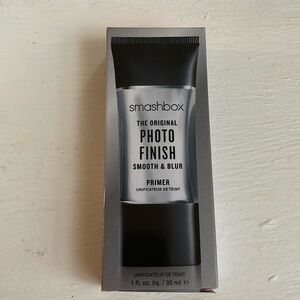 smashbox
THE ORIGINAL
PHOTO
FINISH
SMOOTH & BLUR
PRIMER
UNIFICATEUR DE TEINT
UNIFICATEUR DE TEINT
1 fl. oz. liq. / 30 ml ℮